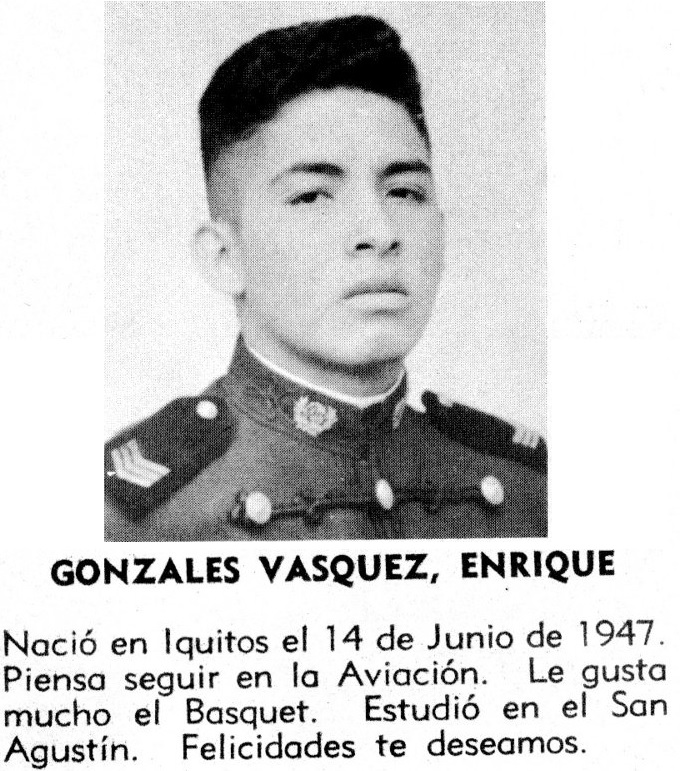 GONZALES VASQUEZ, ENRIQUE
Nació en Iquitos el 14 de Junio de 1947.
Piensa seguir en la Aviación. Le gusta
mucho el Basquet. Estudió en el San
Agustín. Felicidades te deseamos.